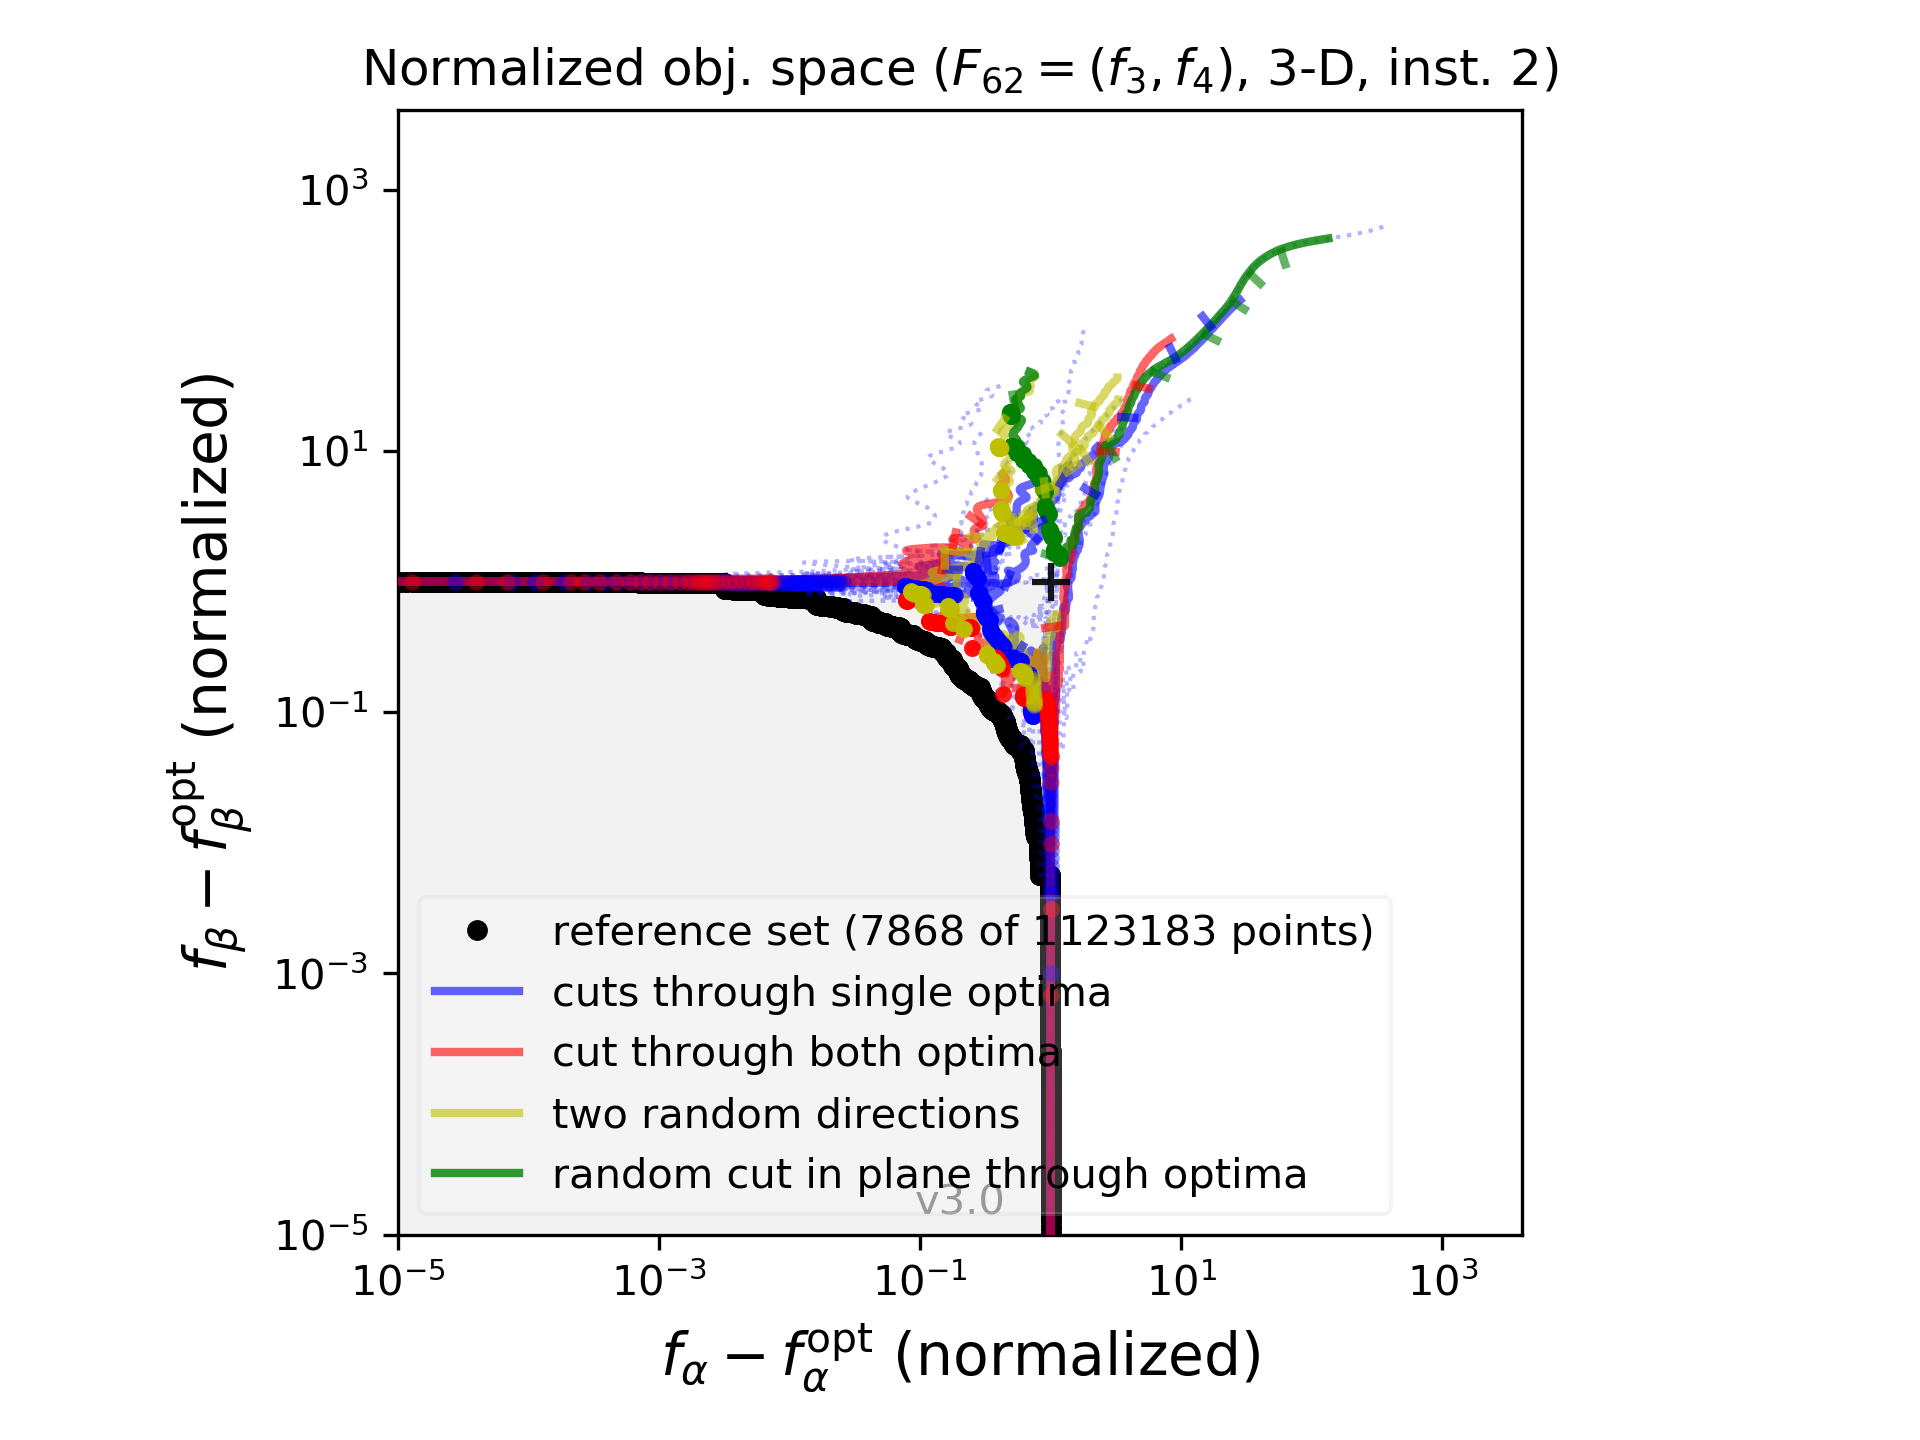 Normalized obj. space (F₆₂ = (f₃, f₄), 3-D, inst. 2)
f_β − f_β^opt (normalized)
10³
10¹
10⁻¹
10⁻³
10⁻⁵
reference set (7868 of 1123183 points)
cuts through single optima
cut through both optima
two random directions
random cut in plane through optima
v3.0
10⁻⁵ 10⁻³ 10⁻¹ 10¹ 10³
f_α − f_α^opt (normalized)